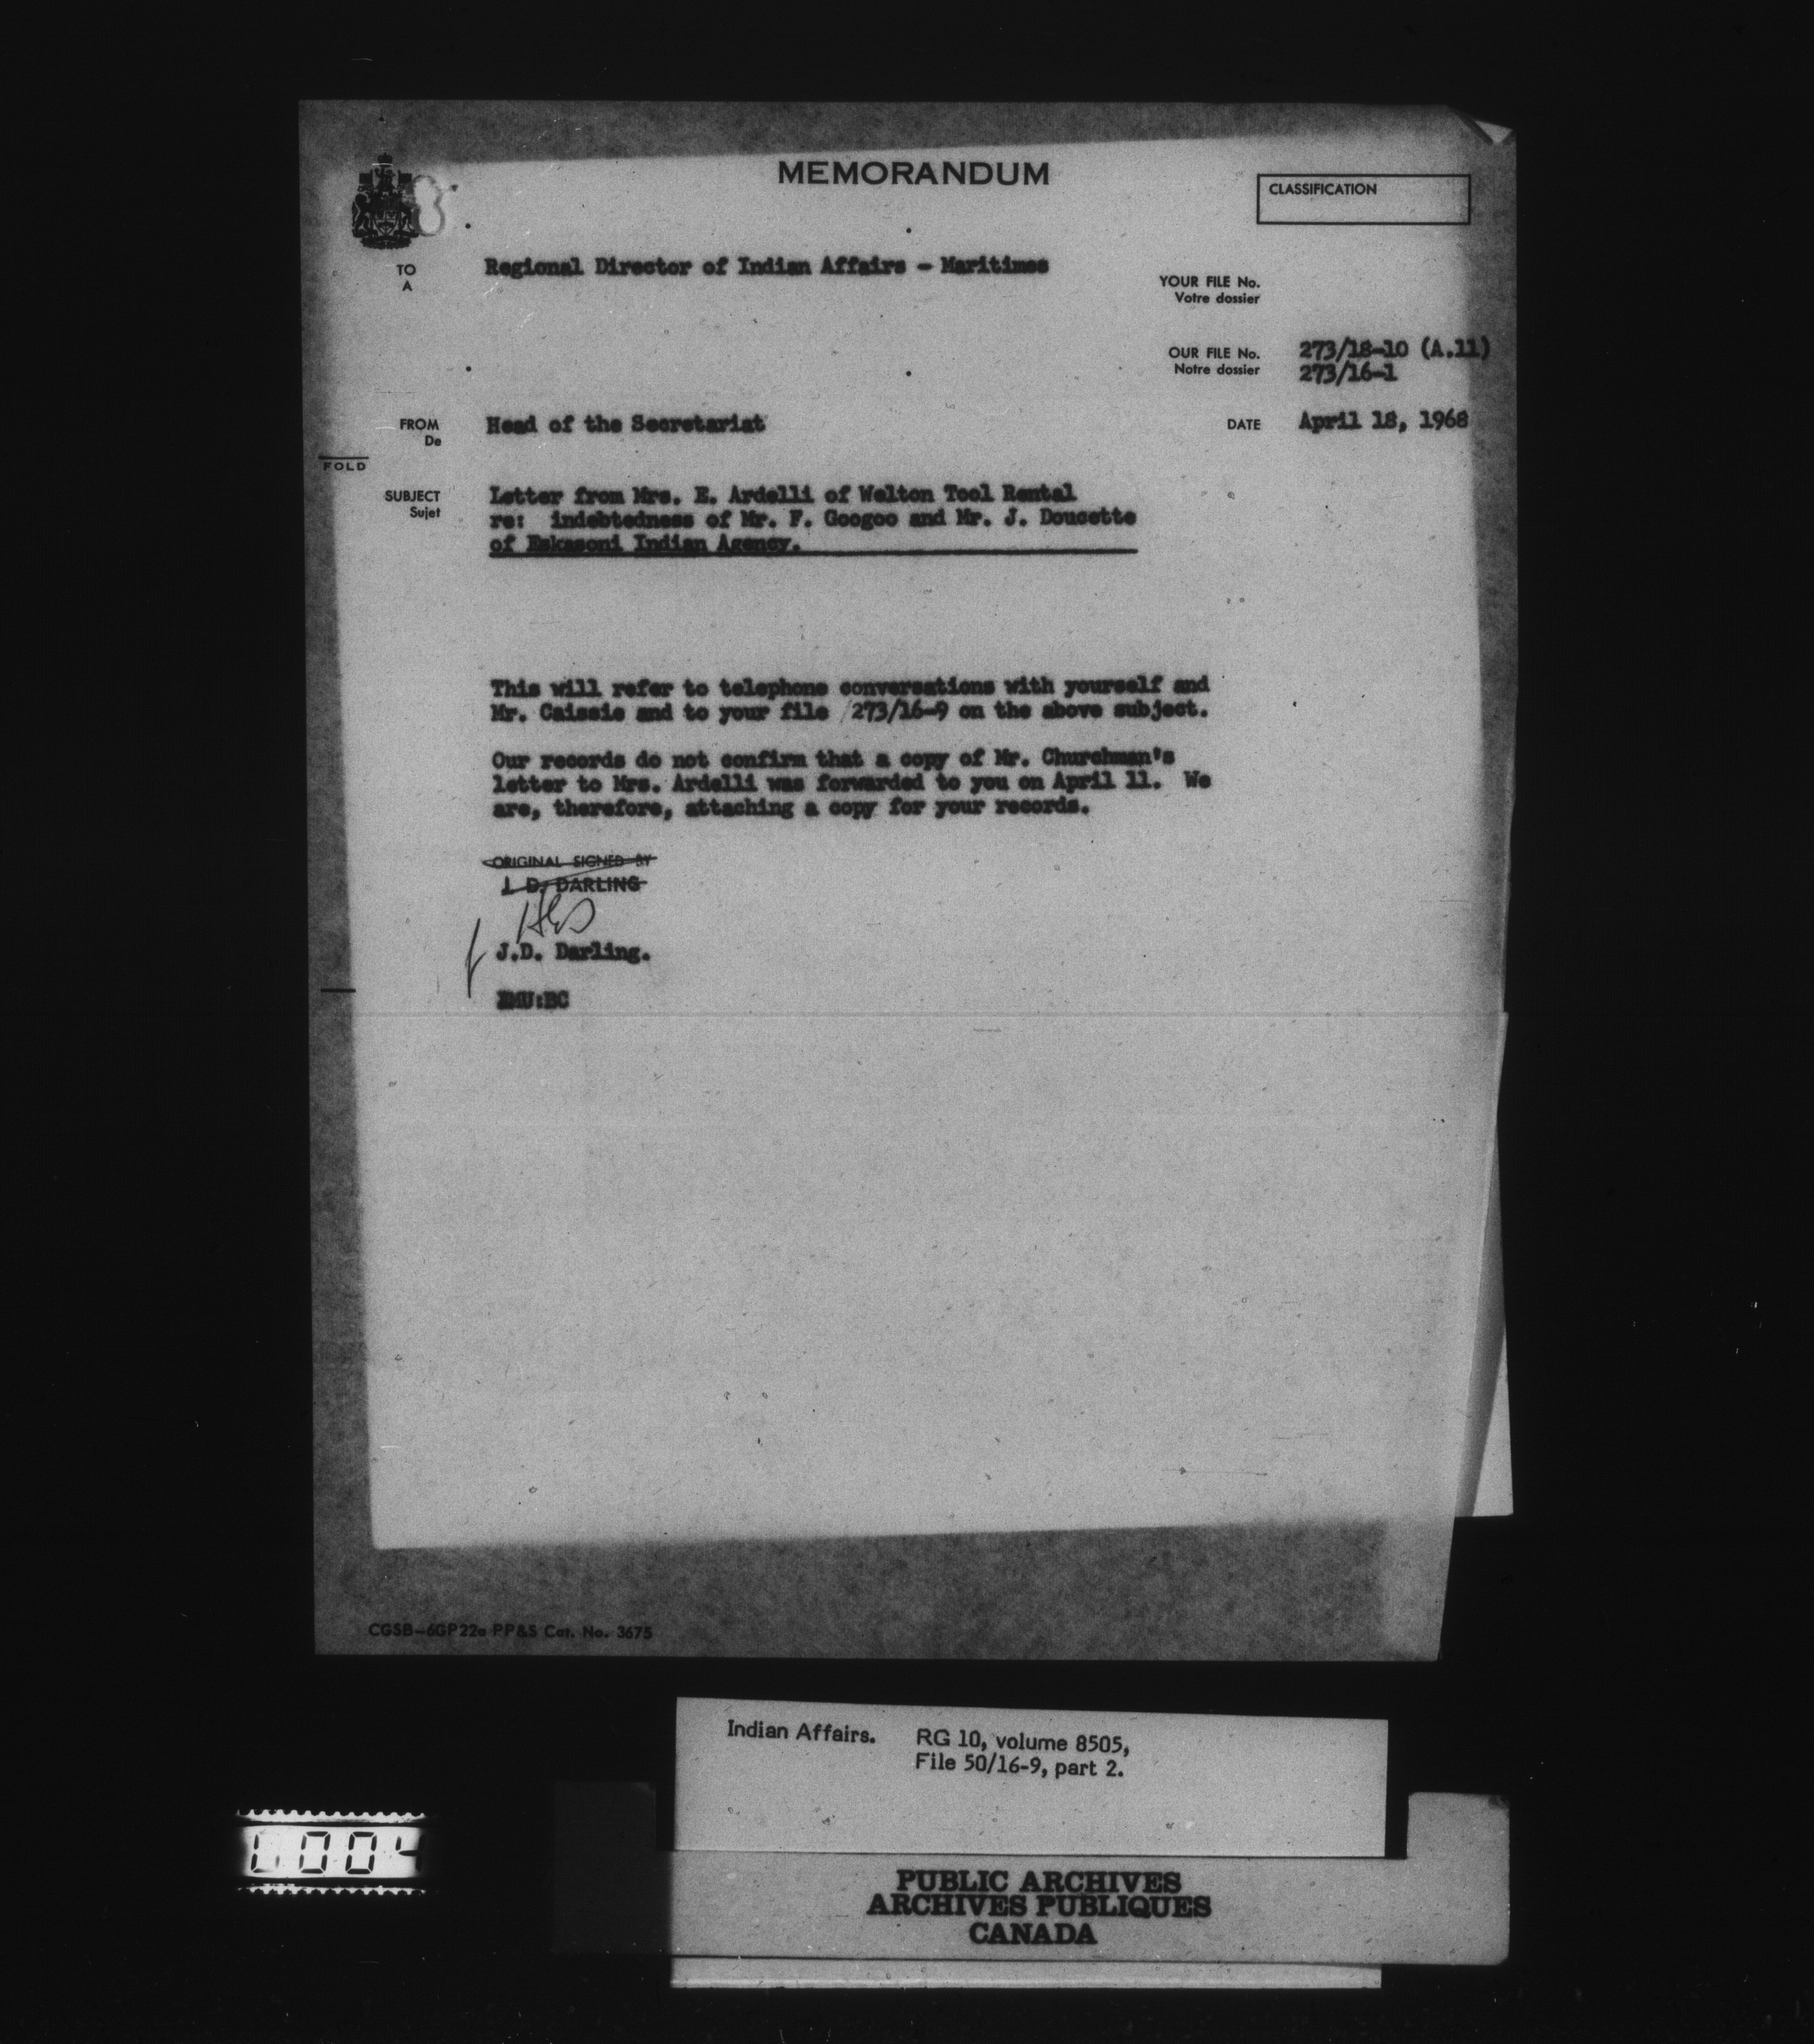 MEMORANDUM
CLASSIFICATION
TO
A
Regional Director of Indian Affairs - Maritimes
YOUR FILE No.
Votre dossier
OUR FILE No.
Notre dossier
273/18-10 (A.11)
273/16-1
FROM
De
Head of the Secretariat
DATE
April 18, 1968
FOLD
SUBJECT
Sujet
Letter from Mrs. E. Ardelli of Welton Tool Rental
re: indebtedness of Mr. F. Googoo and Mr. J. Doucette
of Eskasoni Indian Agency.
This will refer to telephone conversations with yourself and
Mr. Caissie and to your file 273/16-9 on the above subject.
Our records do not confirm that a copy of Mr. Churchman's
letter to Mrs. Ardelli was forwarded to you on April 11. We
are, therefore, attaching a copy for your records.
ORIGINAL SIGNED BY
J. D. DARLING
J.D. Darling.
CGSB-6GP22a PP&S Cat. No. 3675
Indian Affairs. RG 10, volume 8505,
File 50/16-9, part 2.
PUBLIC ARCHIVES
ARCHIVES PUBLIQUES
CANADA